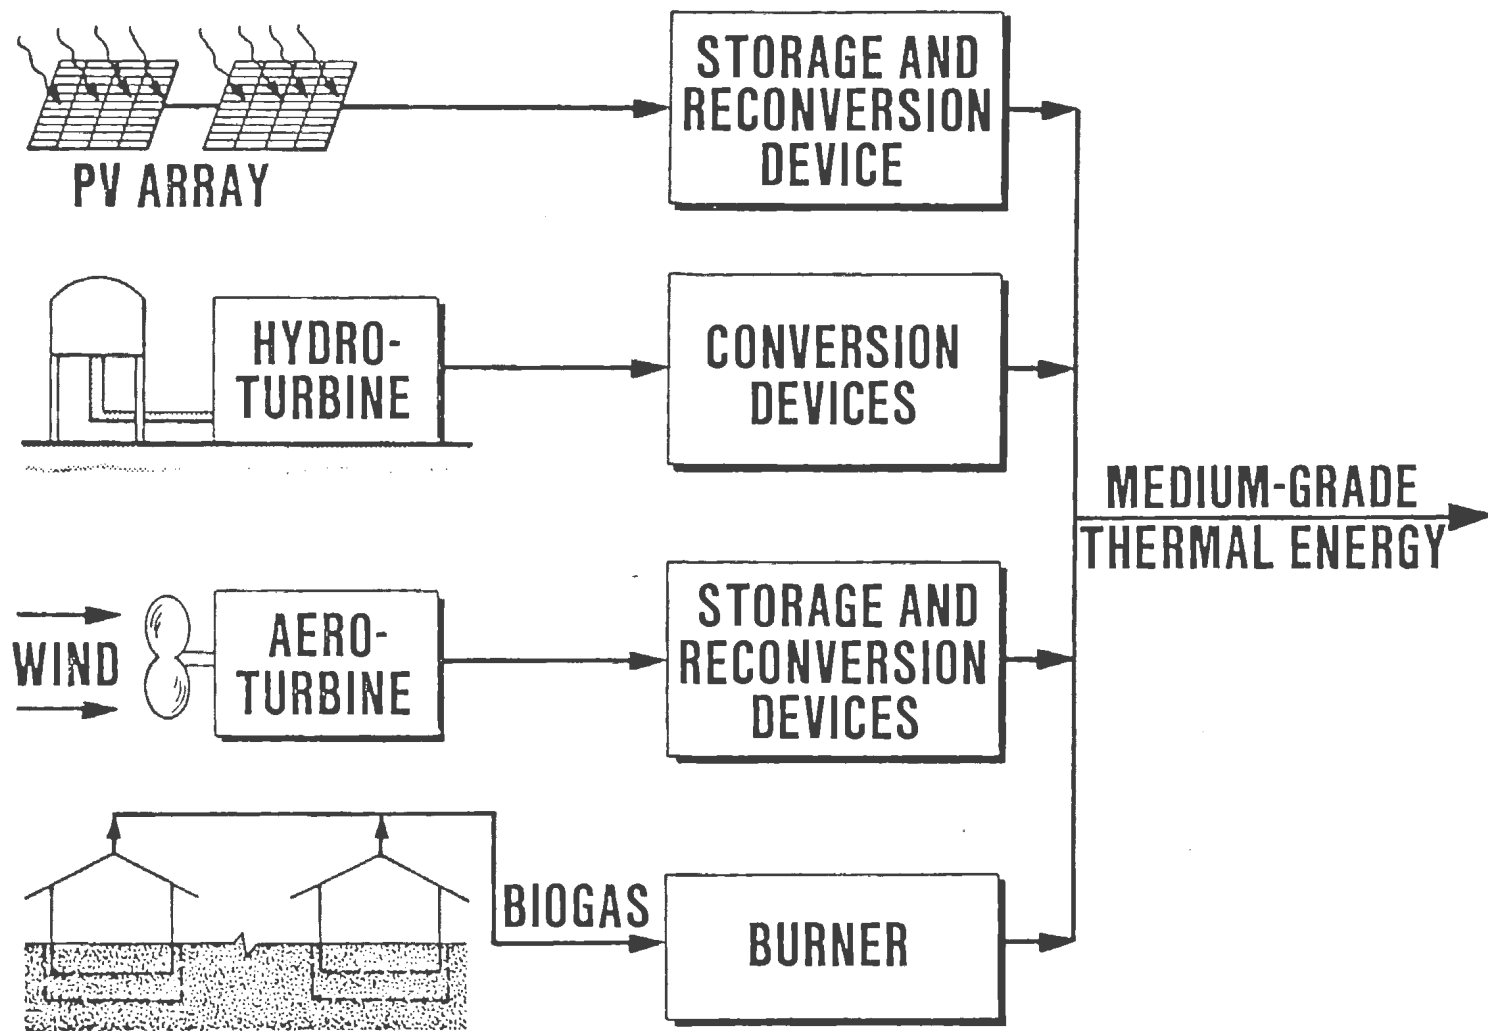 STORAGE AND
RECONVERSION
DEVICE
PV ARRAY
HYDRO-
TURBINE
CONVERSION
DEVICES
MEDIUM-GRADE
THERMAL ENERGY
WIND
AERO-
TURBINE
STORAGE AND
RECONVERSION
DEVICES
BIOGAS
BURNER